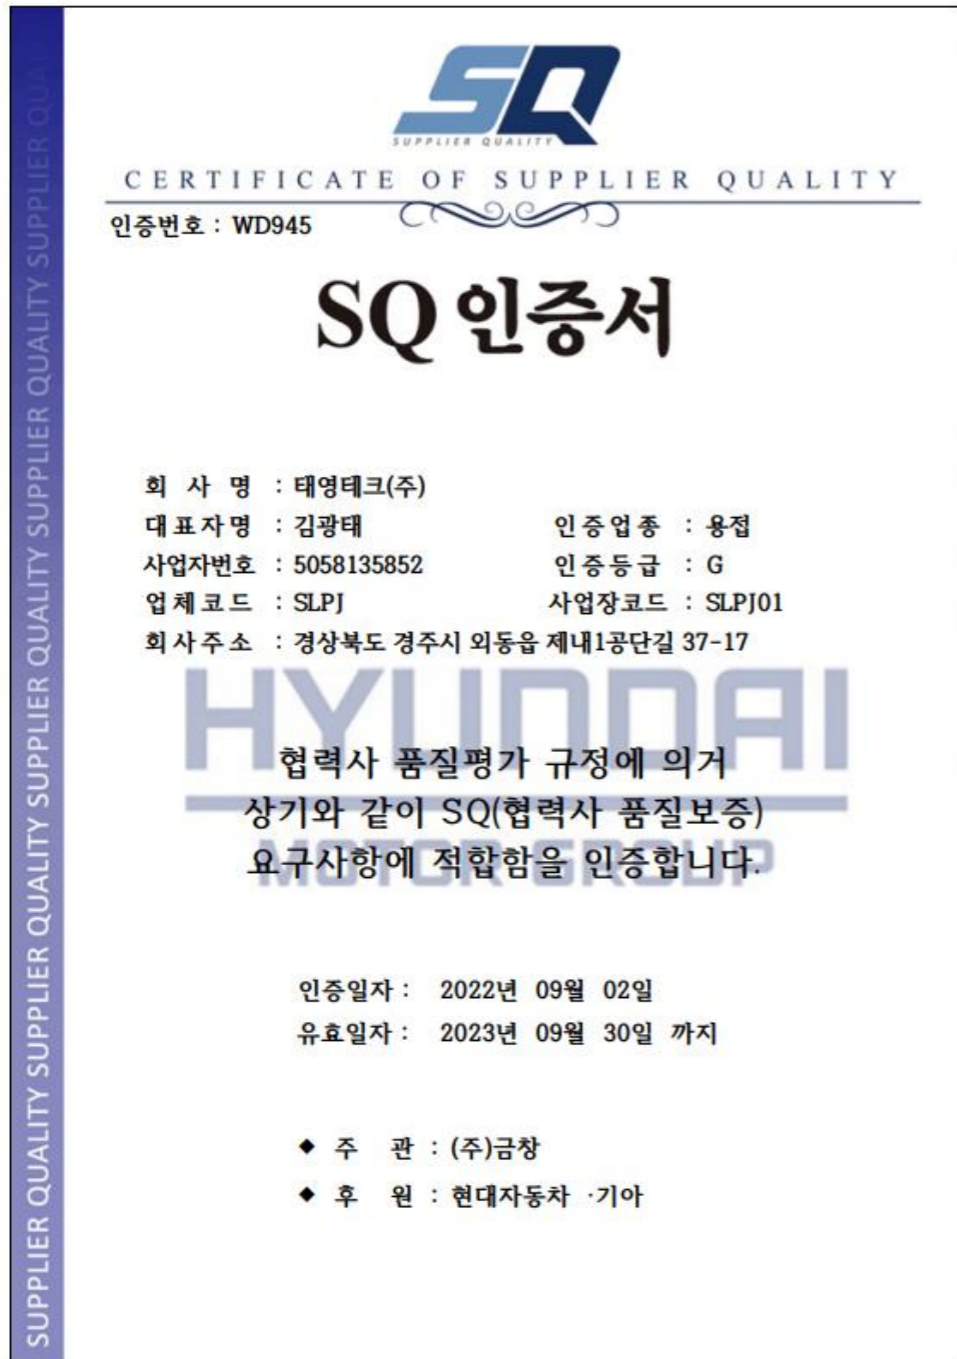 SQ
SUPPLIER QUALITY
CERTIFICATE OF SUPPLIER QUALITY
인증번호 : WD945
SQ 인증서
회 사 명 : 태영테크(주)
대표자명 : 김광태 인증업종 : 용접
사업자번호 : 5058135852 인증등급 : G
업체코드 : SLPJ 사업장코드 : SLPJ01
회사주소 : 경상북도 경주시 외동읍 제내1공단길 37-17
HYUNDAI
MOTOR GROUP
협력사 품질평가 규정에 의거
상기와 같이 SQ(협력사 품질보증)
요구사항에 적합함을 인증합니다.
인증일자 : 2022년 09월 02일
유효일자 : 2023년 09월 30일 까지
◆ 주 관 : (주)금창
◆ 후 원 : 현대자동차 ·기아
SUPPLIER QUALITY SUPPLIER QUALITY SUPPLIER QUALITY SUPPLIER QUALITY SUPPLIER QUALITY SUPPLIER QUAL